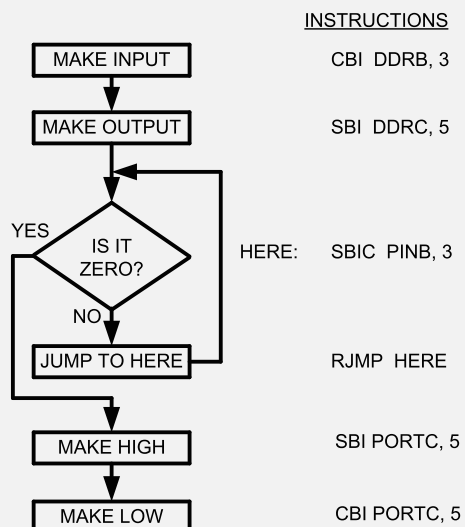 INSTRUCTIONS
MAKE INPUT CBI DDRB, 3
MAKE OUTPUT SBI DDRC, 5
YES
IS IT
ZERO?
HERE: SBIC PINB, 3
NO
JUMP TO HERE RJMP HERE
MAKE HIGH SBI PORTC, 5
MAKE LOW CBI PORTC, 5